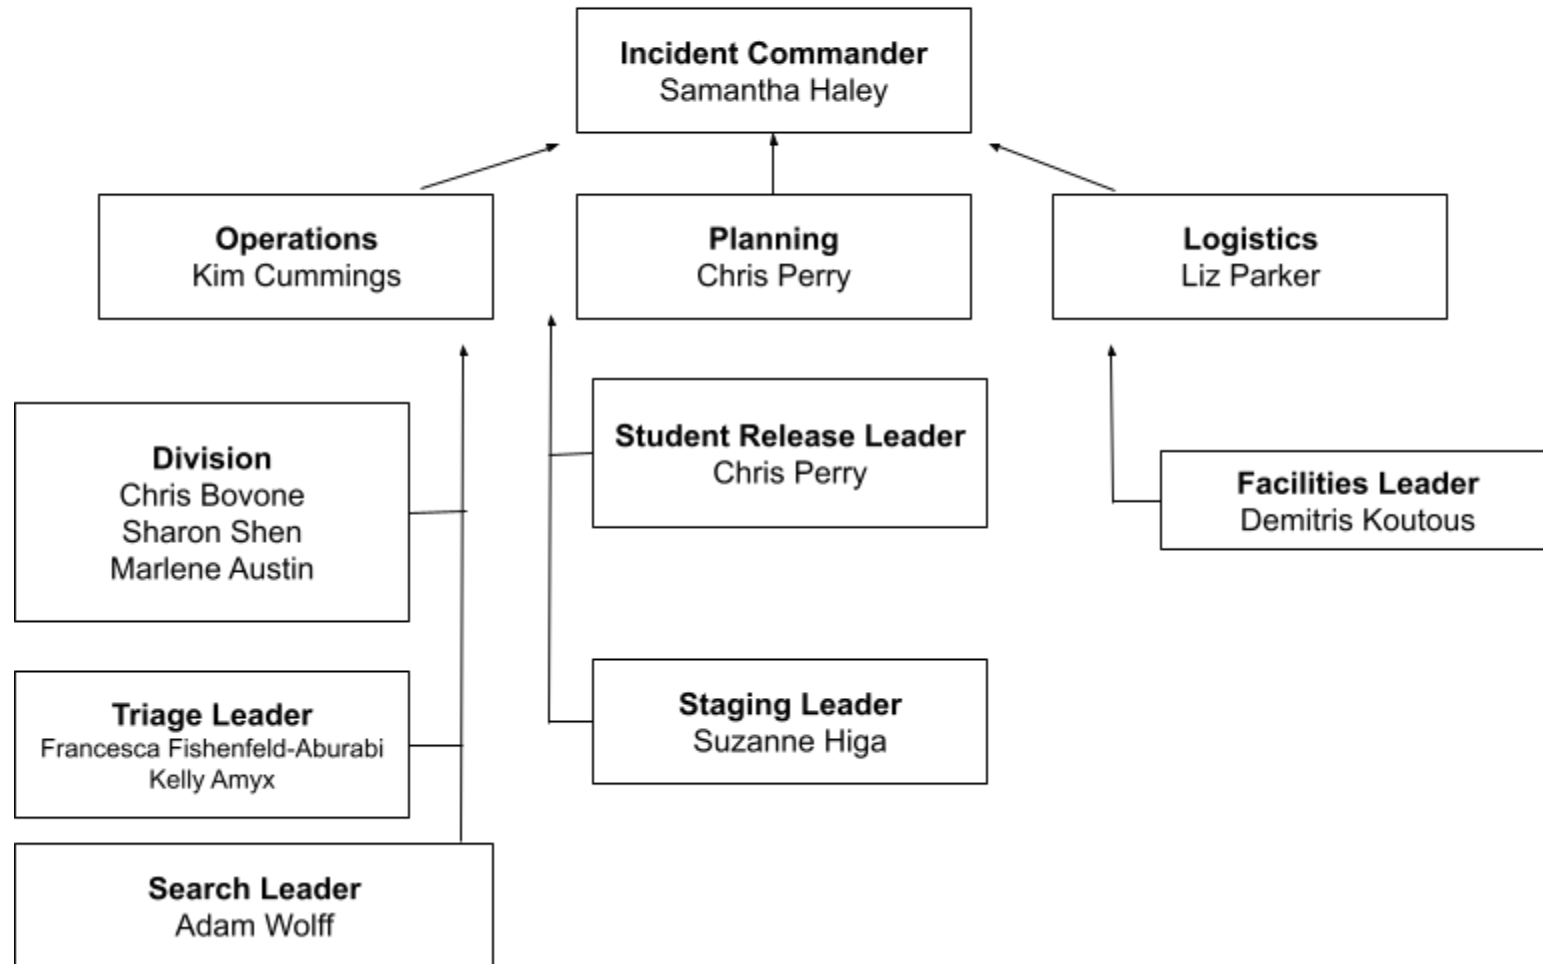 Incident Commander
Samantha Haley
Operations
Kim Cummings
Planning
Chris Perry
Logistics
Liz Parker
Division
Chris Bovone
Sharon Shen
Marlene Austin
Student Release Leader
Chris Perry
Facilities Leader
Demitris Koutous
Triage Leader
Francesca Fishenfeld-Aburabi
Kelly Amyx
Staging Leader
Suzanne Higa
Search Leader
Adam Wolff